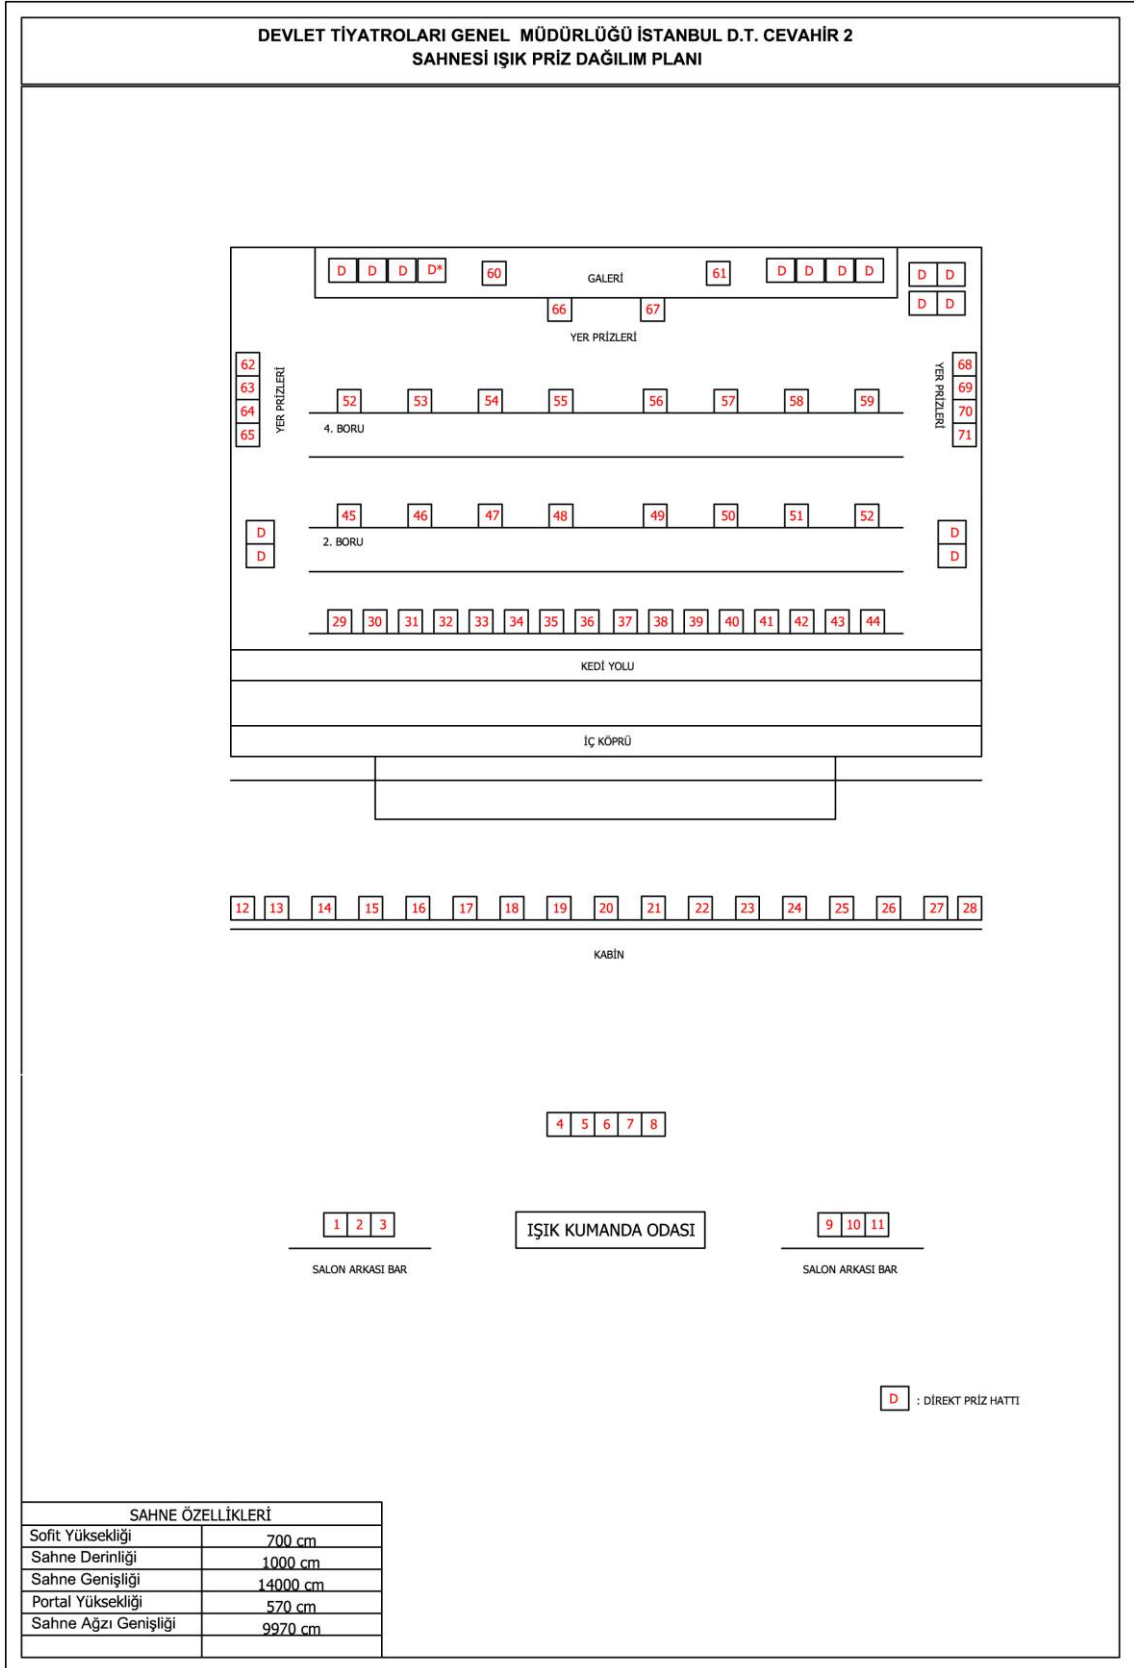 DEVLET TİYATROLARI GENEL MÜDÜRLÜĞÜ İSTANBUL D.T. CEVAHİR 2
SAHNESİ IŞIK PRİZ DAĞILIM PLANI
D D D D* 60 GALERİ 61 D D D D D D
D D
66 67
YER PRİZLERİ
62
63
64
65
YER PRİZLERİ
68
69
70
71
YER PRİZLERİ
52 53 54 55 56 57 58 59
4. BORU
45 46 47 48 49 50 51 52
2. BORU
D
D
D
D
29 30 31 32 33 34 35 36 37 38 39 40 41 42 43 44
KEDİ YOLU
İÇ KÖPRÜ
12 13 14 15 16 17 18 19 20 21 22 23 24 25 26 27 28
KABİN
4 5 6 7 8
1 2 3
IŞIK KUMANDA ODASI
9 10 11
SALON ARKASI BAR
SALON ARKASI BAR
D : DİREKT PRİZ HATTI
SAHNE ÖZELLİKLERİ
Sofit Yüksekliği 700 cm
Sahne Derinliği 1000 cm
Sahne Genişliği 14000 cm
Portal Yüksekliği 570 cm
Sahne Ağzı Genişliği 9970 cm